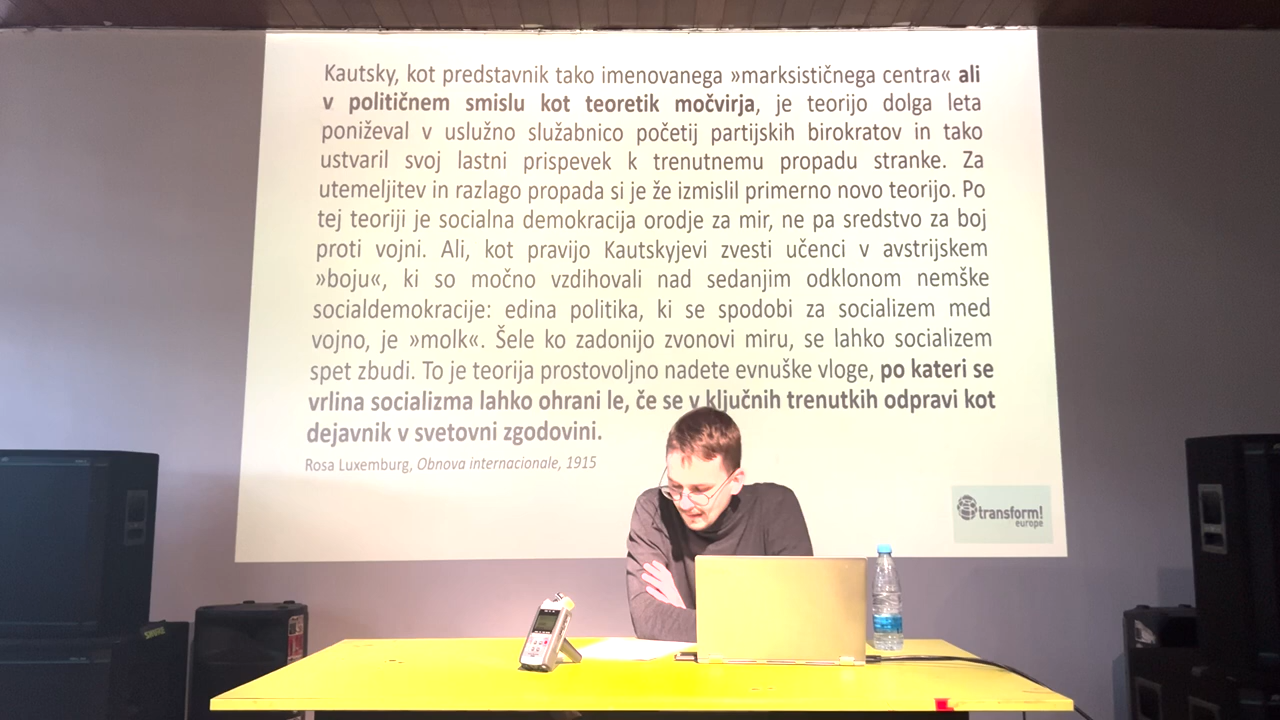 Kautsky, kot predstavnik tako imenovanega »marksističnega centra« ali
v političnem smislu kot teoretik močvirja, je teorijo dolga leta
poniževal v uslužno služabnico početij partijskih birokratov in tako
ustvaril svoj lastni prispevek k trenutnemu propadu stranke. Za
utemeljitev in razlago propada si je že izmislil primerno novo teorijo. Po
tej teoriji je socialna demokracija orodje za mir, ne pa sredstvo za boj
proti vojni. Ali, kot pravijo Kautskyjevi zvesti učenci v avstrijskem
»boju«, ki so močno vzdihovali nad sedanjim odklonom nemške
socialdemokracije: edina politika, ki se spodobi za socializem med
vojno, je »molk«. Šele ko zadonijo zvonovi miru, se lahko socializem
spet zbudi. To je teorija prostovoljno nadete evnuške vloge, po kateri se
vrlina socializma lahko ohrani le, če se v ključnih trenutkih odpravi kot
dejavnik v svetovni zgodovini.
Rosa Luxemburg, Obnova internacionale, 1915
transform!
europe